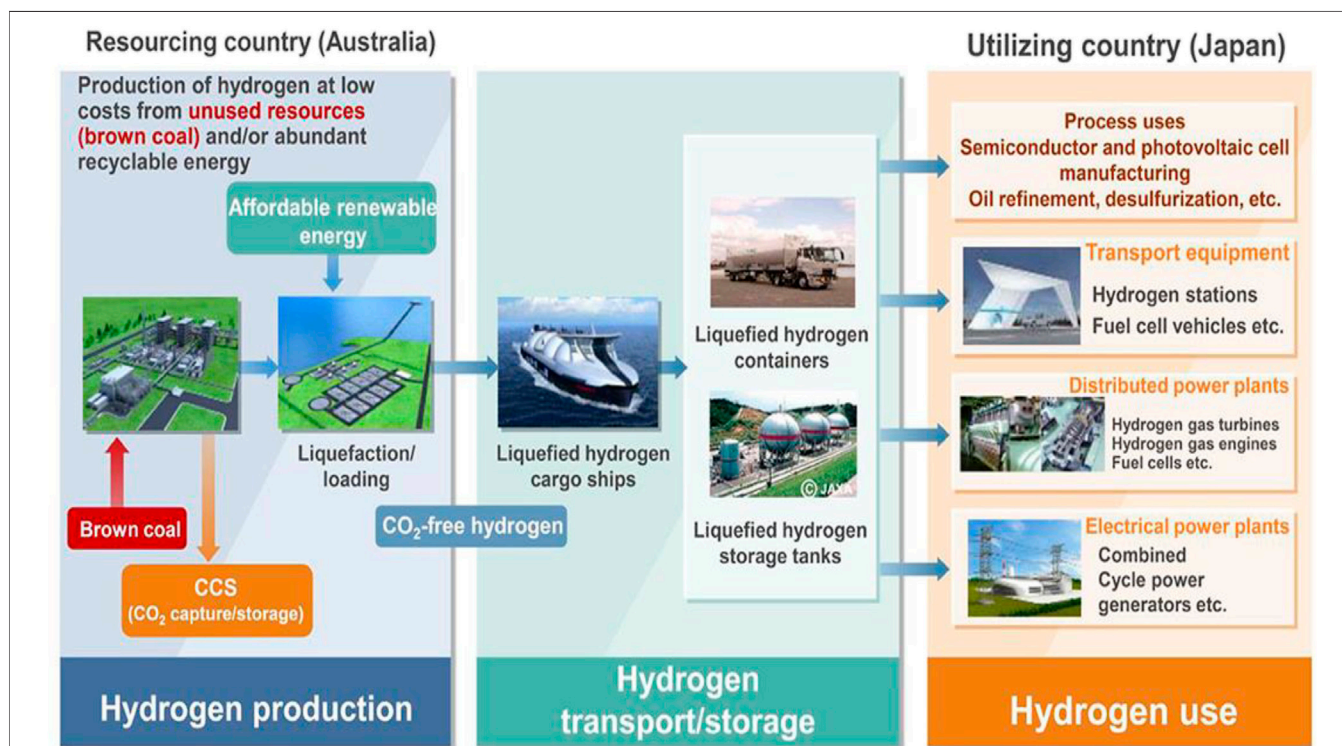 Resourcing country (Australia)
Production of hydrogen at low
costs from unused resources
(brown coal) and/or abundant
recyclable energy
Affordable renewable
energy
Liquefaction/
loading
Brown coal
CCS
(CO₂ capture/storage)
CO₂-free hydrogen
Hydrogen production
Liquefied hydrogen
cargo ships
Liquefied hydrogen
containers
© JAXA
Liquefied hydrogen
storage tanks
Hydrogen
transport/storage
Utilizing country (Japan)
Process uses
Semiconductor and photovoltaic cell
manufacturing
Oil refinement, desulfurization, etc.
Transport equipment
Hydrogen stations
Fuel cell vehicles etc.
Distributed power plants
Hydrogen gas turbines
Hydrogen gas engines
Fuel cells etc.
Electrical power plants
Combined
Cycle power
generators etc.
Hydrogen use